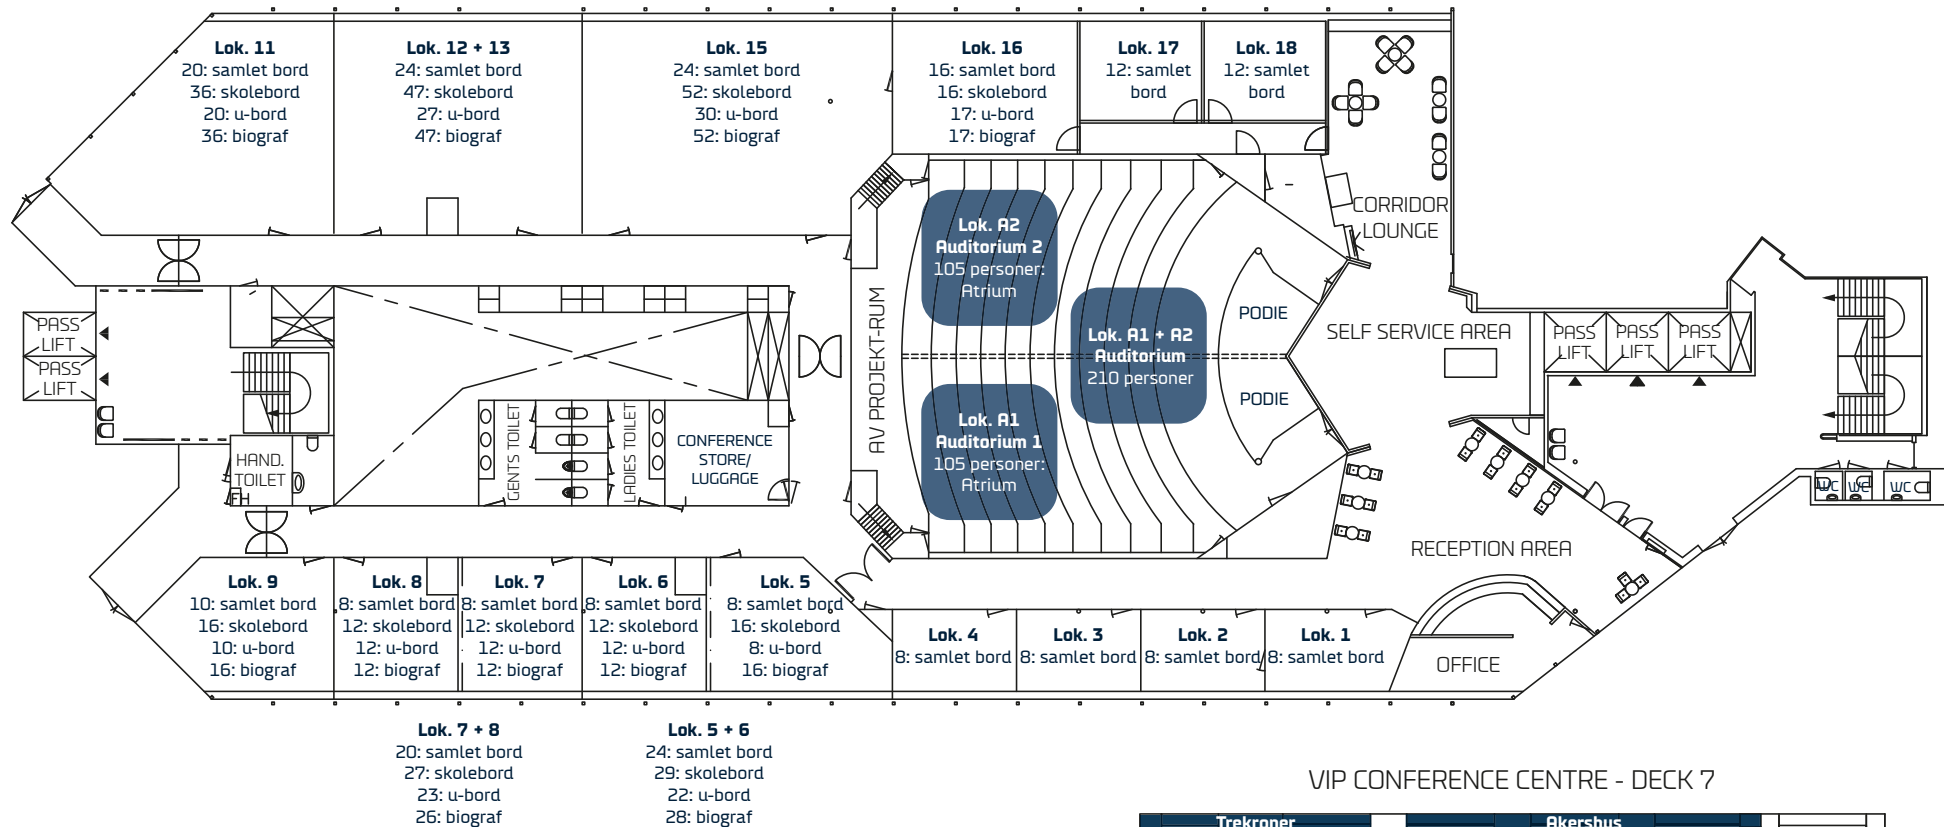 Lok. 11
20: samlet bord
36: skolebord
20: u-bord
36: biograf
Lok. 12 + 13
24: samlet bord
47: skolebord
27: u-bord
47: biograf
Lok. 15
24: samlet bord
52: skolebord
30: u-bord
52: biograf
Lok. 16
16: samlet bord
16: skolebord
17: u-bord
17: biograf
Lok. 17
12: samlet
bord
Lok. 18
12: samlet
bord
CORRIDOR
LOUNGE
Lok. A2
Auditorium 2
105 personer:
Atrium
Lok. A1 + A2
Auditorium
210 personer
Lok. A1
Auditorium 1
105 personer:
Atrium
AV PROJEKT-RUM
PODIE
PODIE
SELF SERVICE AREA
PASS
LIFT
PASS
LIFT
PASS
LIFT
PASS
LIFT
PASS
LIFT
HAND.
TOILET
FH
GENTS TOILET
LADIES TOILET
CONFERENCE
STORE/
LUGGAGE
WC
WC
WC
RECEPTION AREA
OFFICE
Lok. 9
10: samlet bord
16: skolebord
10: u-bord
16: biograf
Lok. 8
8: samlet bord
12: skolebord
12: u-bord
12: biograf
Lok. 7
8: samlet bord
12: skolebord
12: u-bord
12: biograf
Lok. 6
8: samlet bord
12: skolebord
12: u-bord
12: biograf
Lok. 5
8: samlet bord
16: skolebord
8: u-bord
16: biograf
Lok. 4
8: samlet bord
Lok. 3
8: samlet bord
Lok. 2
8: samlet bord
Lok. 1
8: samlet bord
Lok. 7 + 8
20: samlet bord
27: skolebord
23: u-bord
26: biograf
Lok. 5 + 6
24: samlet bord
29: skolebord
22: u-bord
28: biograf
VIP CONFERENCE CENTRE - DECK 7
Trekroner
Akershus